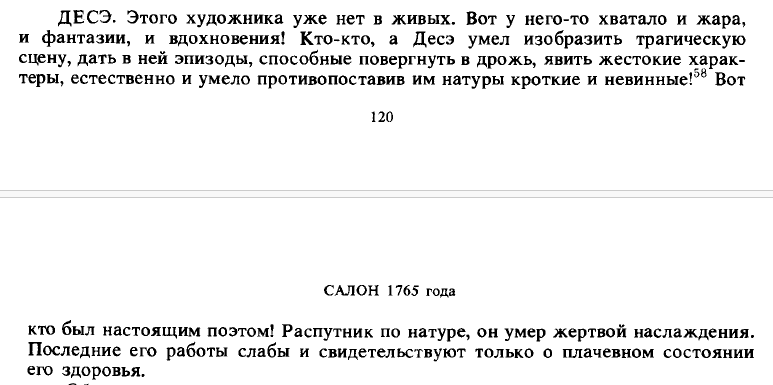 ДЕСЭ. Этого художника уже нет в живых. Вот у него-то хватало и жара,
и фантазии, и вдохновения! Кто-кто, а Десэ умел изобразить трагическую
сцену, дать в ней эпизоды, способные повергнуть в дрожь, явить жестокие харак-
теры, естественно и умело противопоставив им натуры кроткие и невинные!⁵⁸ Вот
120
САЛОН 1765 года
кто был настоящим поэтом! Распутник по натуре, он умер жертвой наслаждения.
Последние его работы слабы и свидетельствуют только о плачевном состоянии
его здоровья.